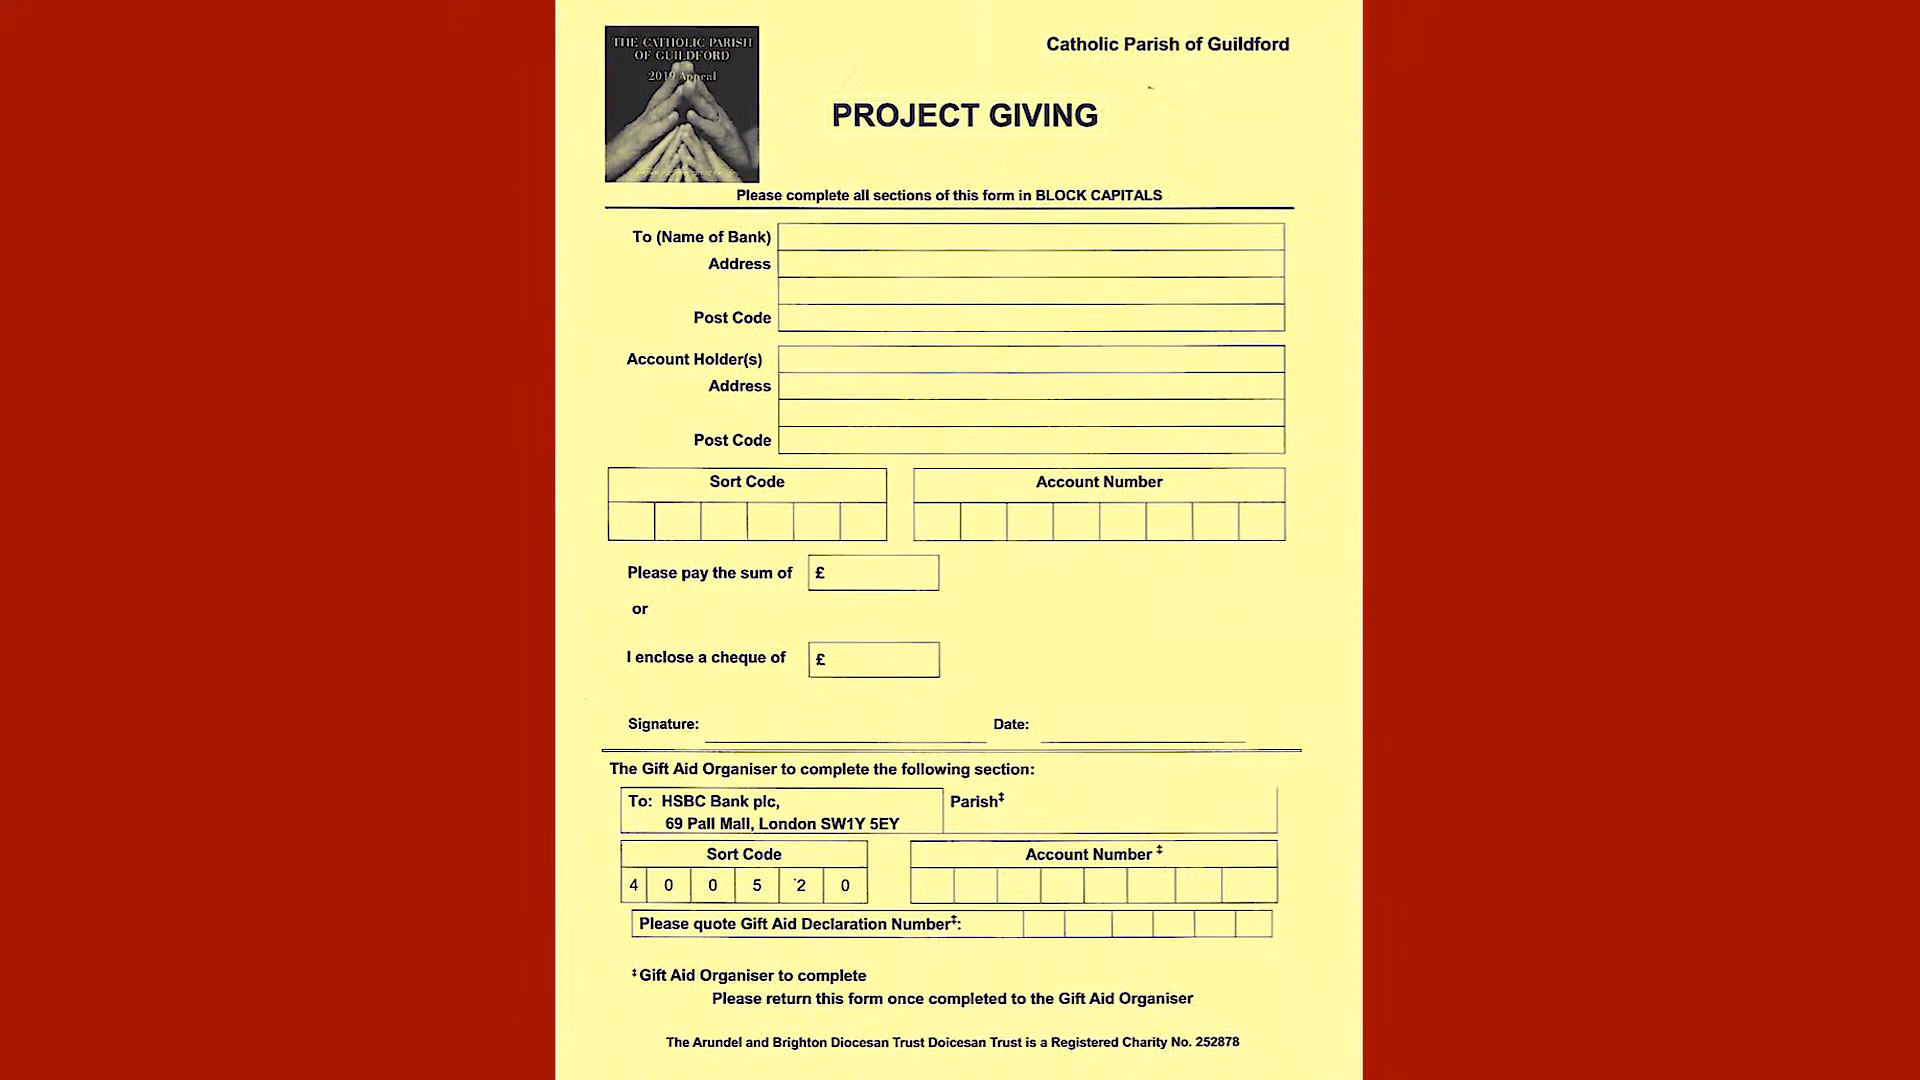 THE CATHOLIC PARISH
OF GUILDFORD
2019 Appeal
Catholic Parish of Guildford
PROJECT GIVING
Please complete all sections of this form in BLOCK CAPITALS
To (Name of Bank)
Address
Post Code
Account Holder(s)
Address
Post Code
Sort Code
Account Number
Please pay the sum of £
or
I enclose a cheque of £
Signature: Date:
The Gift Aid Organiser to complete the following section:
To: HSBC Bank plc,
69 Pall Mall, London SW1Y 5EY
Parish‡
Sort Code
Account Number ‡
4 0 0 5 2 0
Please quote Gift Aid Declaration Number‡:
‡Gift Aid Organiser to complete
Please return this form once completed to the Gift Aid Organiser
The Arundel and Brighton Diocesan Trust Doicesan Trust is a Registered Charity No. 252878